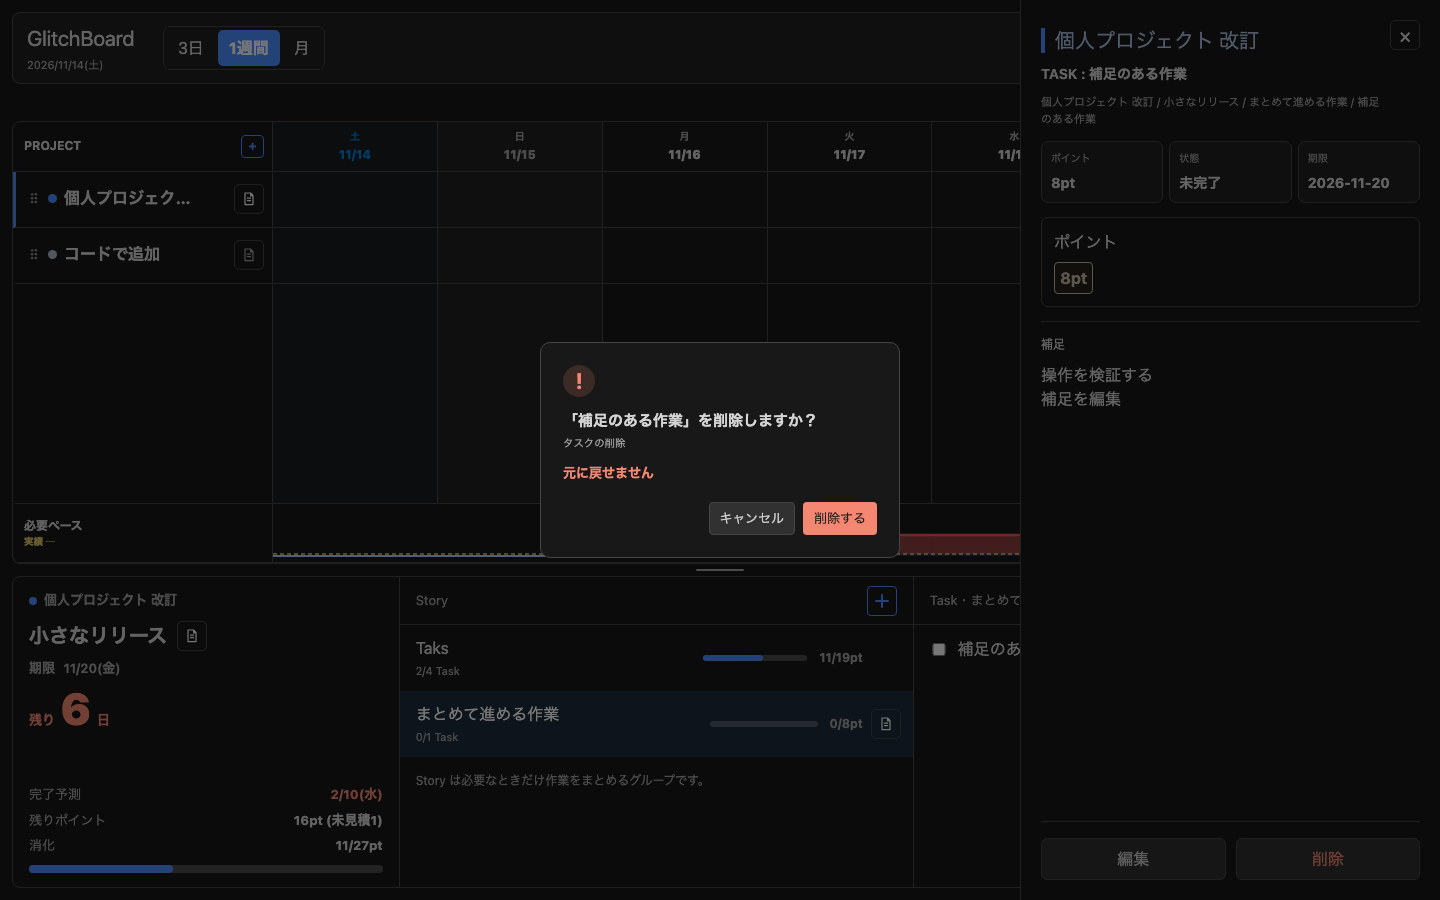 GlitchBoard
2026/11/14(土)
3日 1週間 月
PROJECT +
土 11/14
日 11/15
月 11/16
火 11/17
個人プロジェク...
コードで追加
必要ペース
実績 —
個人プロジェクト 改訂
小さなリリース
期限 11/20(金)
残り 6 日
完了予測 2/10(水)
残りポイント 16pt (未見積1)
消化 11/27pt
Story +
Taks 11/19pt
2/4 Task
まとめて進める作業 0/8pt
0/1 Task
Story は必要なときだけ作業をまとめるグループです。
Task・まとめて
補足のあ
!
「補足のある作業」を削除しますか？
タスクの削除
元に戻せません
キャンセル 削除する
個人プロジェクト 改訂 ×
TASK : 補足のある作業
個人プロジェクト 改訂 / 小さなリリース / まとめて進める作業 / 補足
のある作業
ポイント 8pt
状態 未完了
期限 2026-11-20
ポイント
8pt
補足
操作を検証する
補足を編集
編集 削除